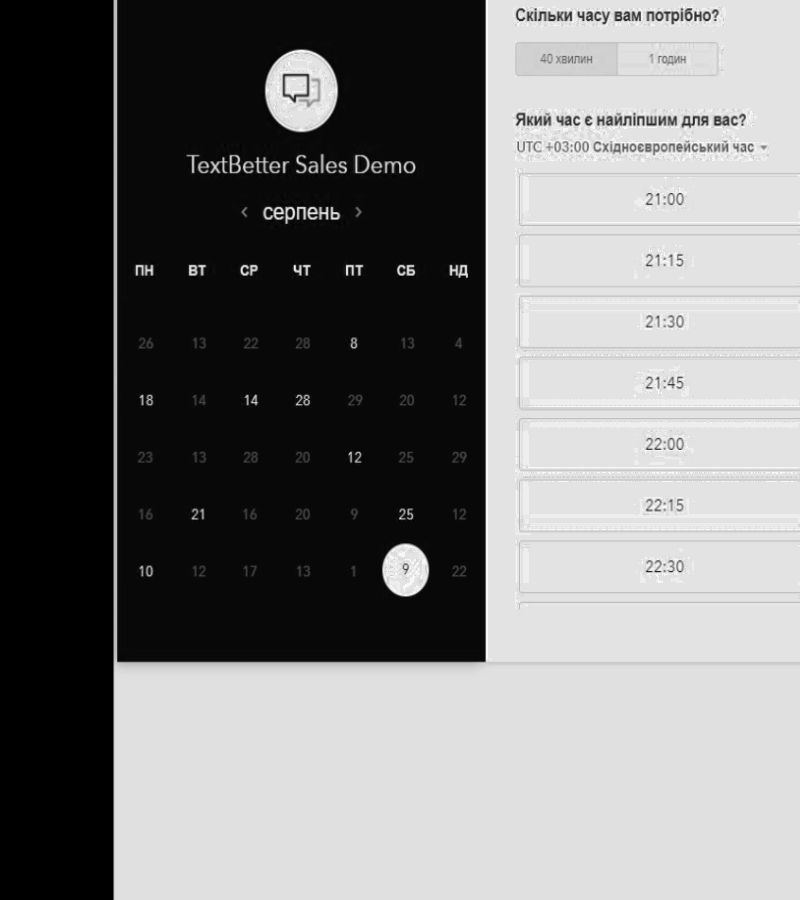 TextBetter Sales Demo
‹ серпень ›
ПН ВТ СР ЧТ ПТ СБ НД
26 13 22 28 8 13 4
18 14 14 28 29 20 12
23 13 28 20 12 25 29
16 21 16 20 9 25 12
10 12 17 13 1 9 22
Скільки часу вам потрібно?
40 хвилин 1 годин
Який час є найліпшим для вас?
UTC +03:00 Східноєвропейський час
21:00
21:15
21:30
21:45
22:00
22:15
22:30